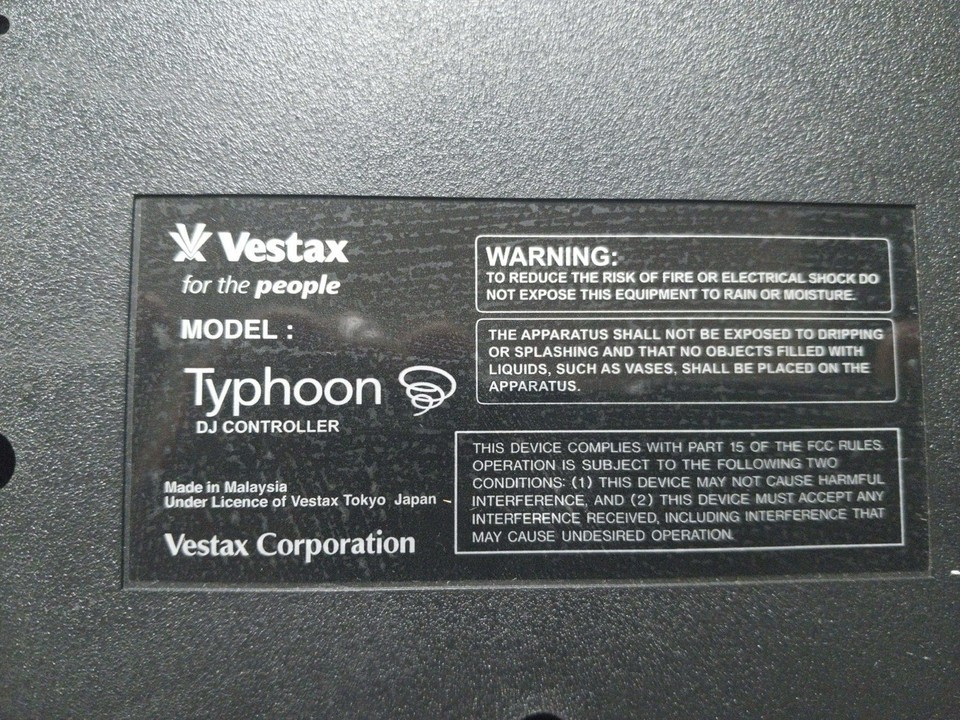 Vestax
for the people
MODEL :
Typhoon
DJ CONTROLLER
Made in Malaysia
Under Licence of Vestax Tokyo Japan
Vestax Corporation
WARNING:
TO REDUCE THE RISK OF FIRE OR ELECTRICAL SHOCK DO
NOT EXPOSE THIS EQUIPMENT TO RAIN OR MOISTURE.
THE APPARATUS SHALL NOT BE EXPOSED TO DRIPPING
OR SPLASHING AND THAT NO OBJECTS FILLED WITH
LIQUIDS, SUCH AS VASES, SHALL BE PLACED ON THE
APPARATUS.
THIS DEVICE COMPLIES WITH PART 15 OF THE FCC RULES.
OPERATION IS SUBJECT TO THE FOLLOWING TWO
CONDITIONS: (1) THIS DEVICE MAY NOT CAUSE HARMFUL
INTERFERENCE, AND (2) THIS DEVICE MUST ACCEPT ANY
INTERFERENCE RECEIVED, INCLUDING INTERFERENCE THAT
MAY CAUSE UNDESIRED OPERATION.